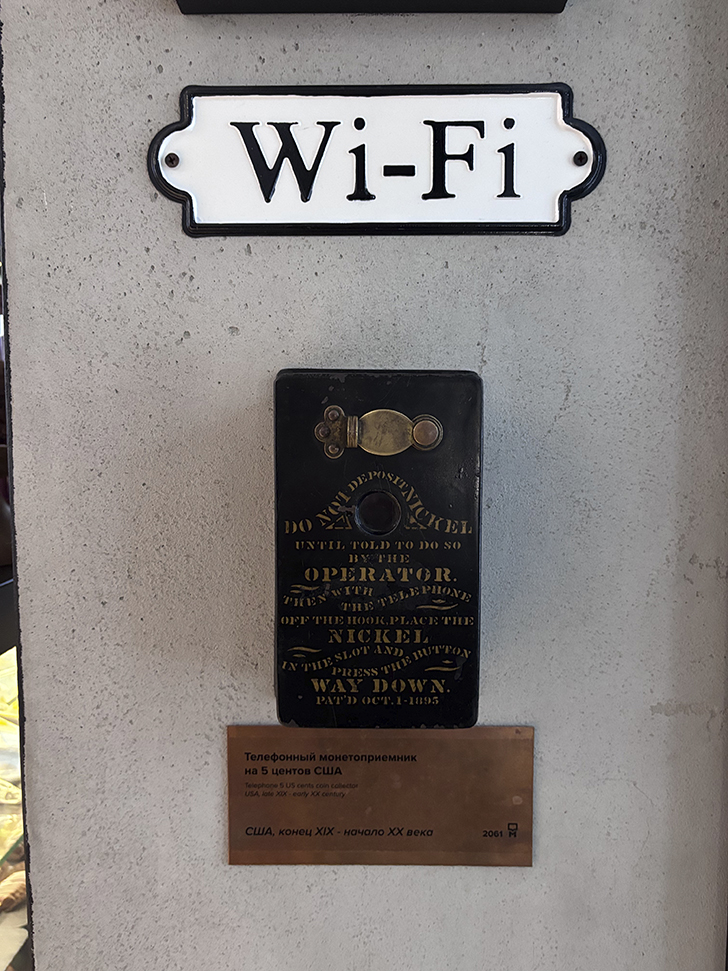 Wi-Fi
DO NOT DEPOSIT NICKEL
UNTIL TOLD TO DO SO
BY THE
OPERATOR.
THEN WITH THE TELEPHONE
OFF THE HOOK, PLACE THE
NICKEL
IN THE SLOT AND PRESS THE BUTTON
WAY DOWN.
PAT'D OCT. 1-1895
Телефонный монетоприемник
на 5 центов США
Telephone 5 US cents coin collector
USA, late XIX - early XX century
США, конец XIX - начало XX века
2061